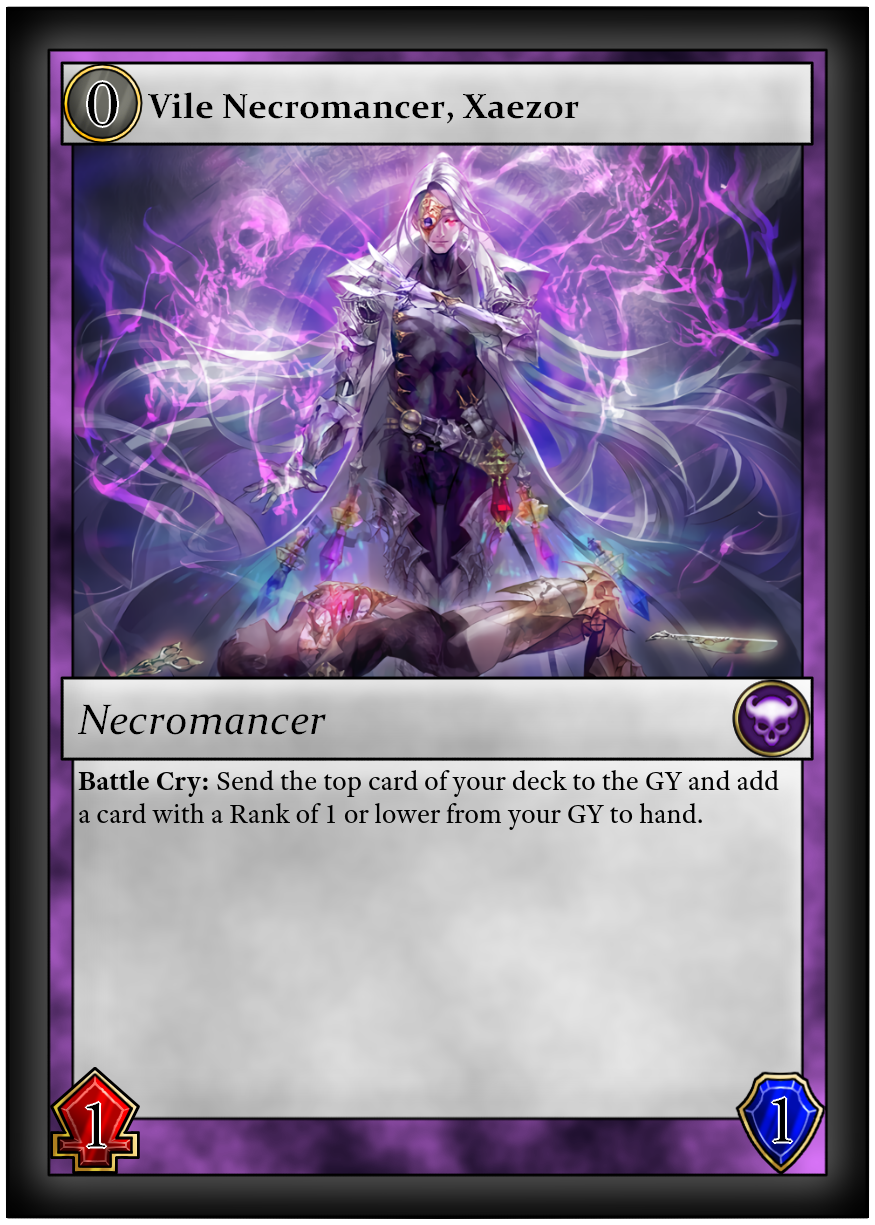 0
Vile Necromancer, Xaezor
Necromancer
Battle Cry: Send the top card of your deck to the GY and add
a card with a Rank of 1 or lower from your GY to hand.
1
1